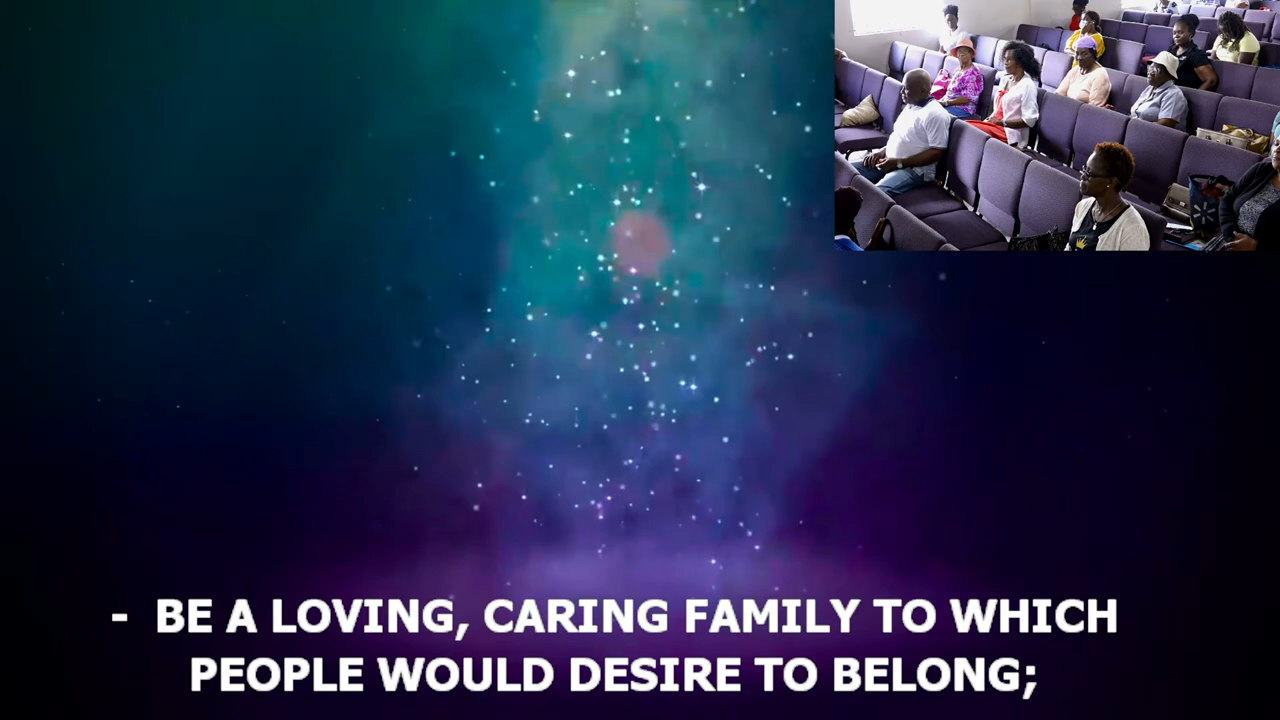 - BE A LOVING, CARING FAMILY TO WHICH
PEOPLE WOULD DESIRE TO BELONG;